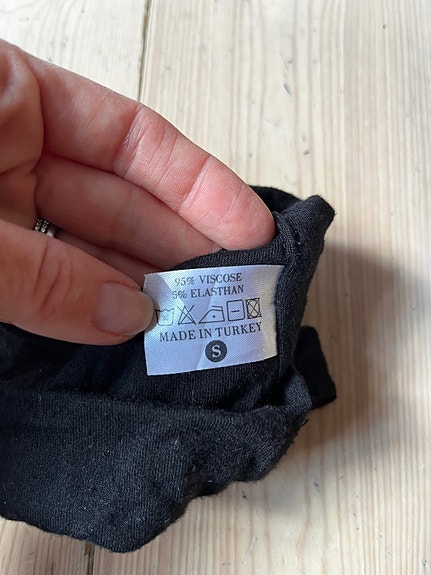 95% VISCOSE
5% ELASTHAN
MADE IN TURKEY
S